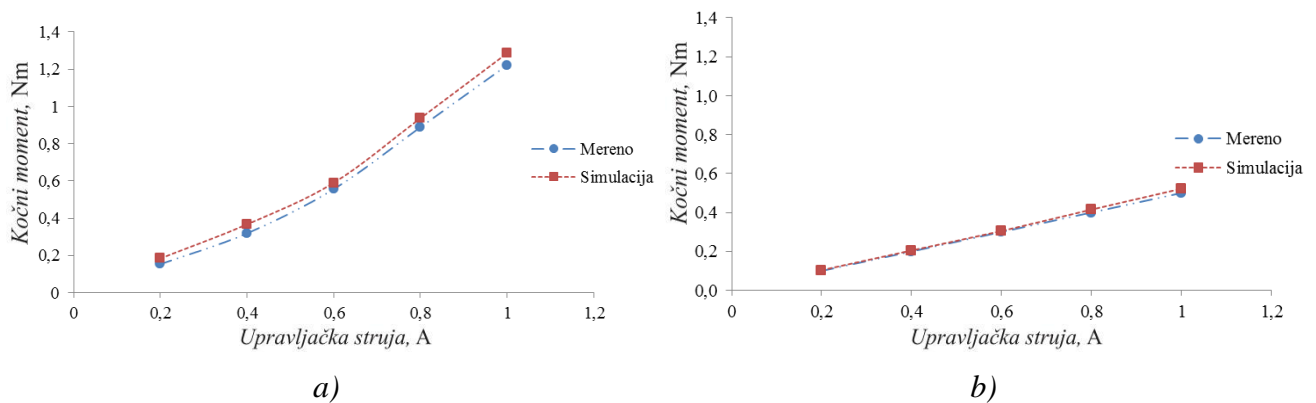 1,4
1,2
1
0,8
0,6
0,4
0,2
0
Kočni moment, Nm
0 0,2 0,4 0,6 0,8 1 1,2
Upravljačka struja, A
Mereno
Simulacija
a)
1,4
1,2
1,0
0,8
0,6
0,4
0,2
0,0
Kočni moment, Nm
0 0,2 0,4 0,6 0,8 1 1,2
Upravljačka struja, A
Mereno
Simulacija
b)